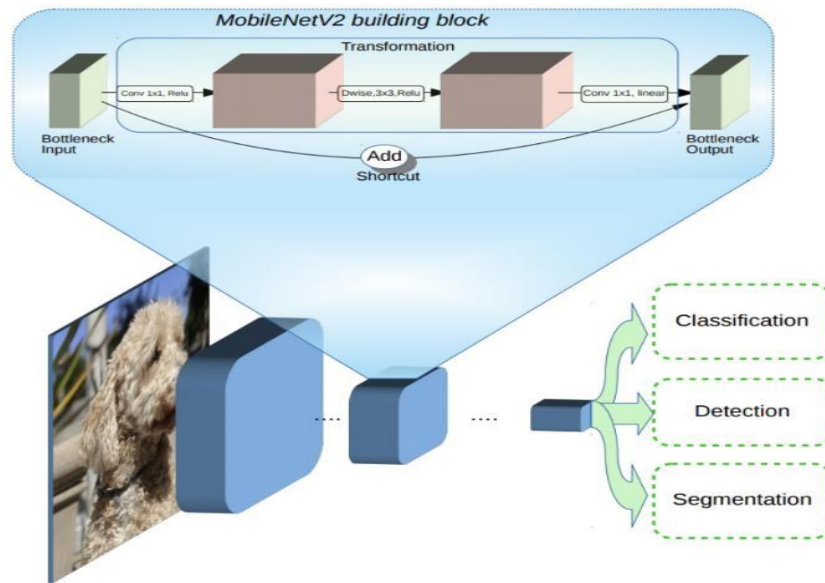 MobileNetV2 building block
Transformation
Conv 1x1, Relu
Dwise,3x3,Relu
Conv 1x1, linear
Bottleneck
Input
Bottleneck
Output
Add
Shortcut
Classification
Detection
Segmentation